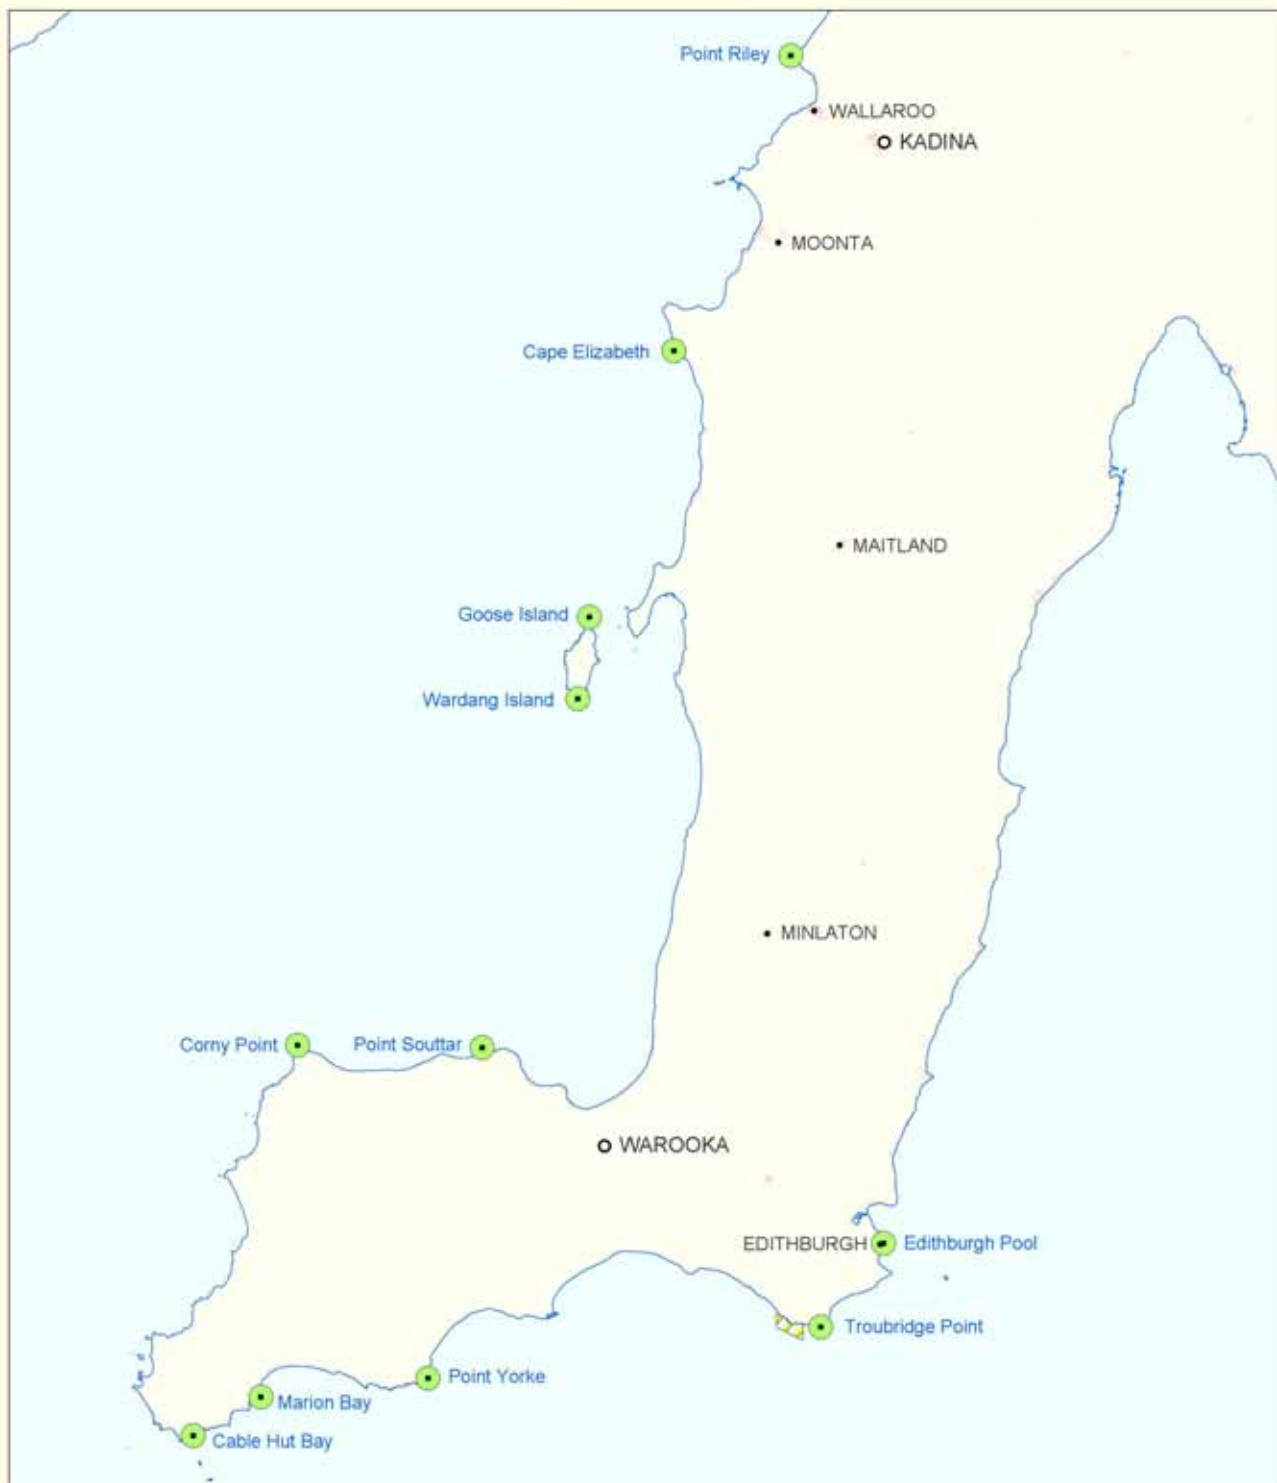 Point Riley
WALLAROO
KADINA
MOONTA
Cape Elizabeth
MAITLAND
Goose Island
Wardang Island
MINLATON
Corny Point
Point Souttar
WAROOKA
EDITHBURGH
Edithburgh Pool
Troubridge Point
Point Yorke
Marion Bay
Cable Hut Bay